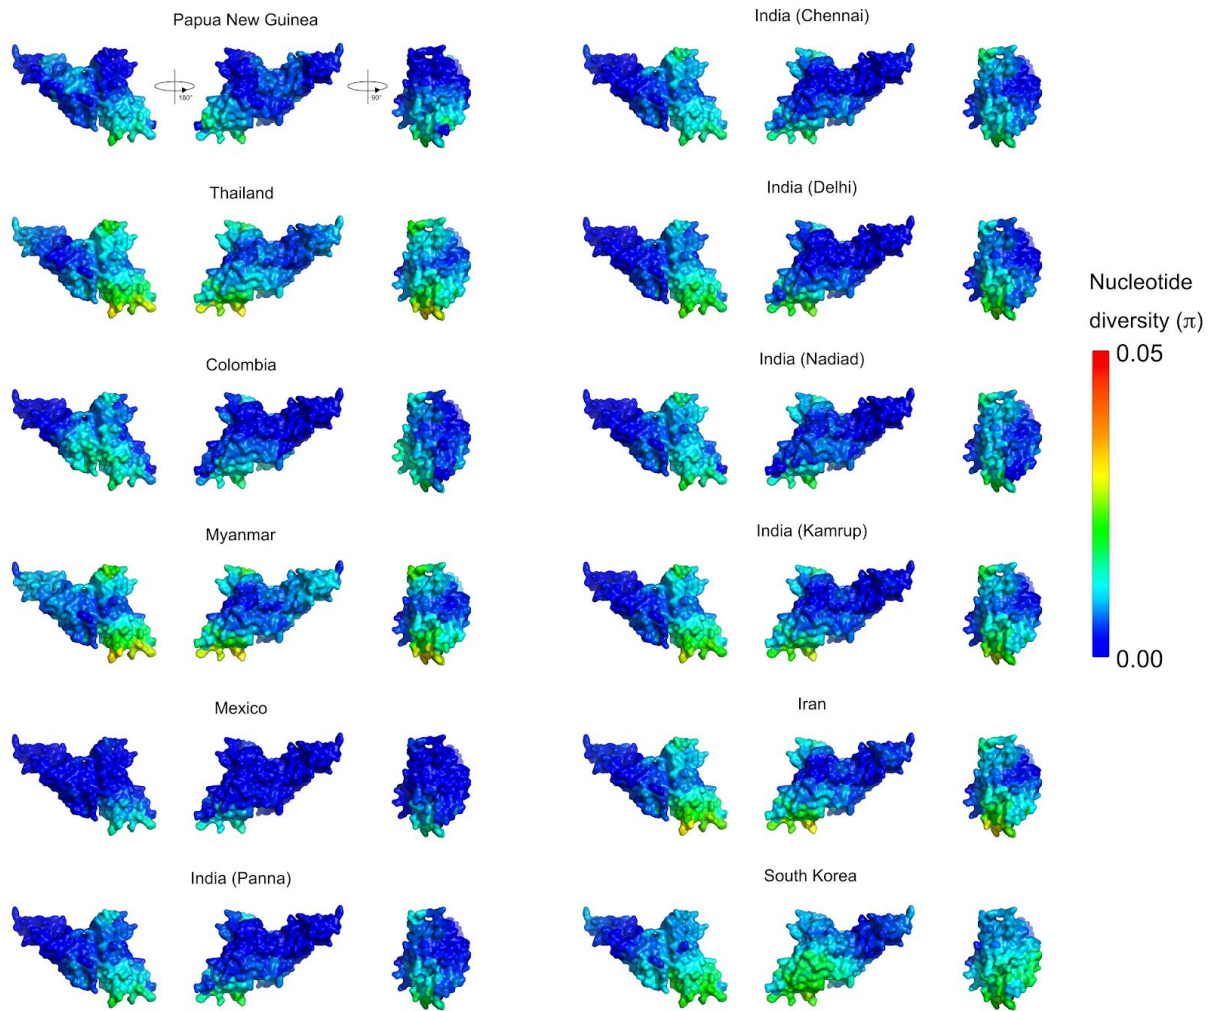 Papua New Guinea
180°
90°
India (Chennai)
Thailand
India (Delhi)
Colombia
India (Nadiad)
Myanmar
India (Kamrup)
Mexico
Iran
India (Panna)
South Korea
Nucleotide
diversity (π)
0.05
0.00